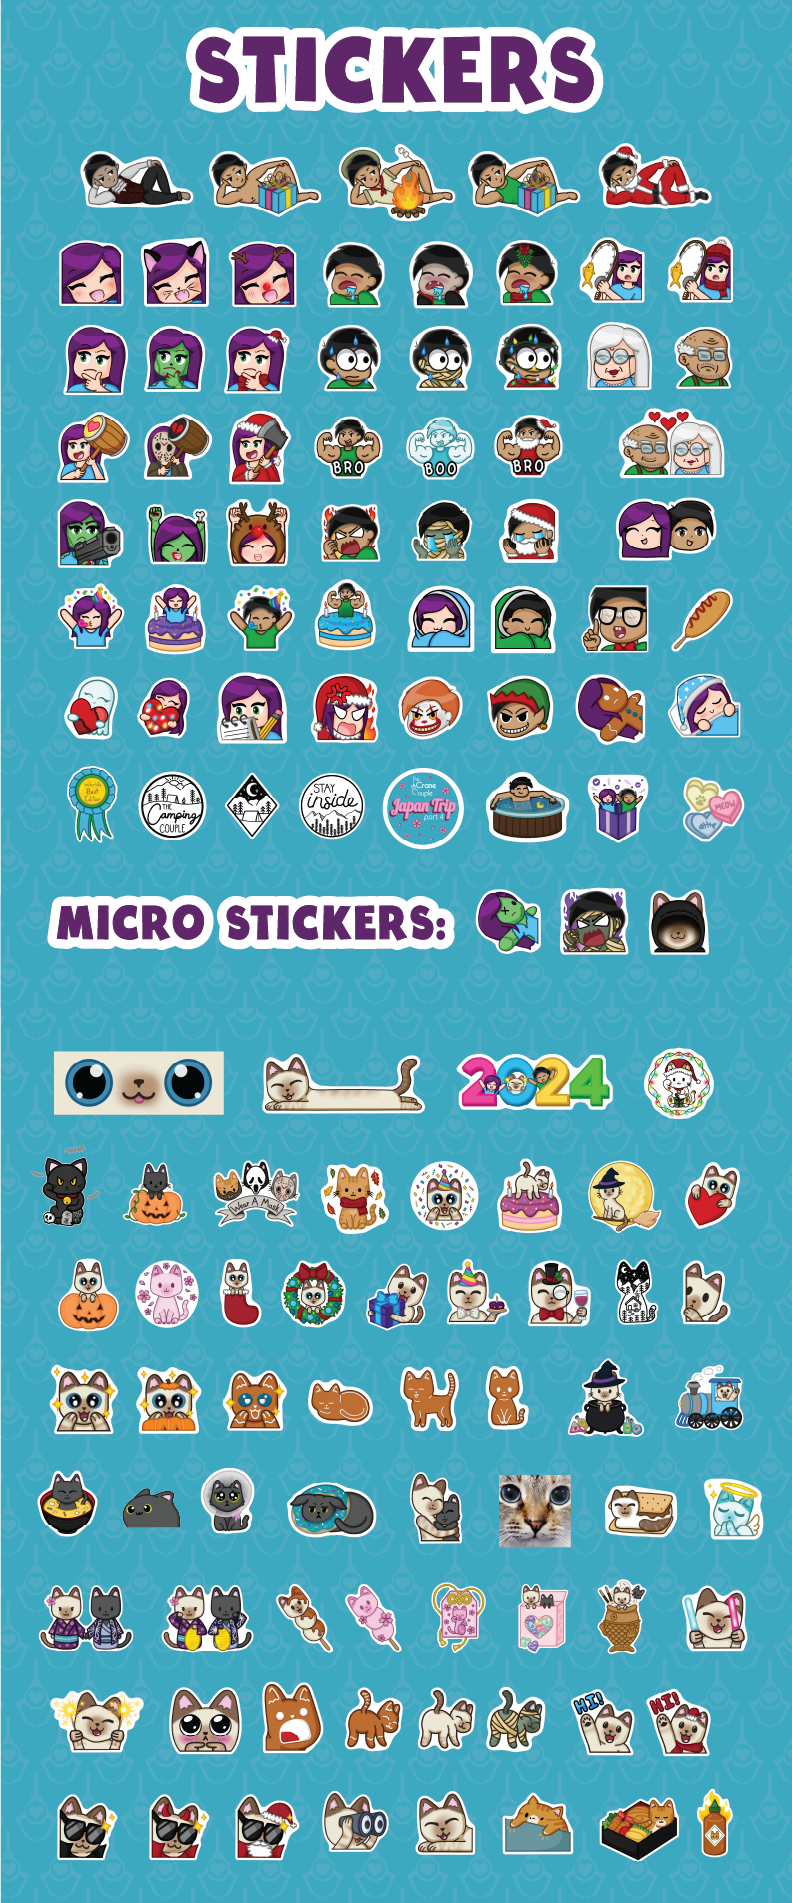 STICKERS
BRO
BOO
BRO
World's
Best
Editor
THE
Camping
COUPLE
STAY
inside
The
Crane
Couple
Japan Trip
part 4
MEOW
MICRO STICKERS:
2024
Wear A Mask
HI!
HI!